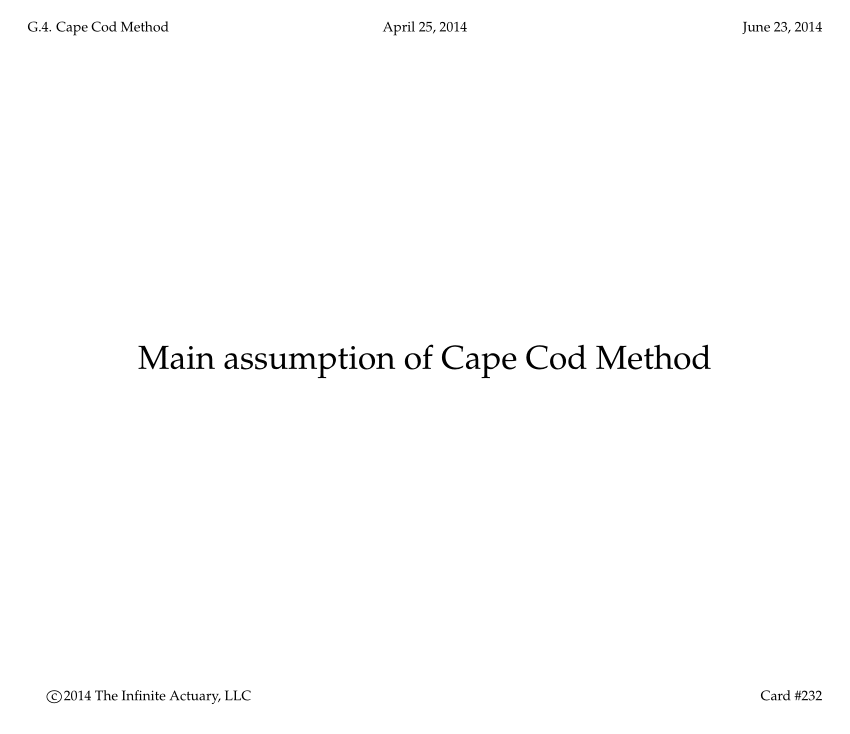 G.4. Cape Cod Method April 25, 2014 June 23, 2014
Main assumption of Cape Cod Method
©2014 The Infinite Actuary, LLC Card #232